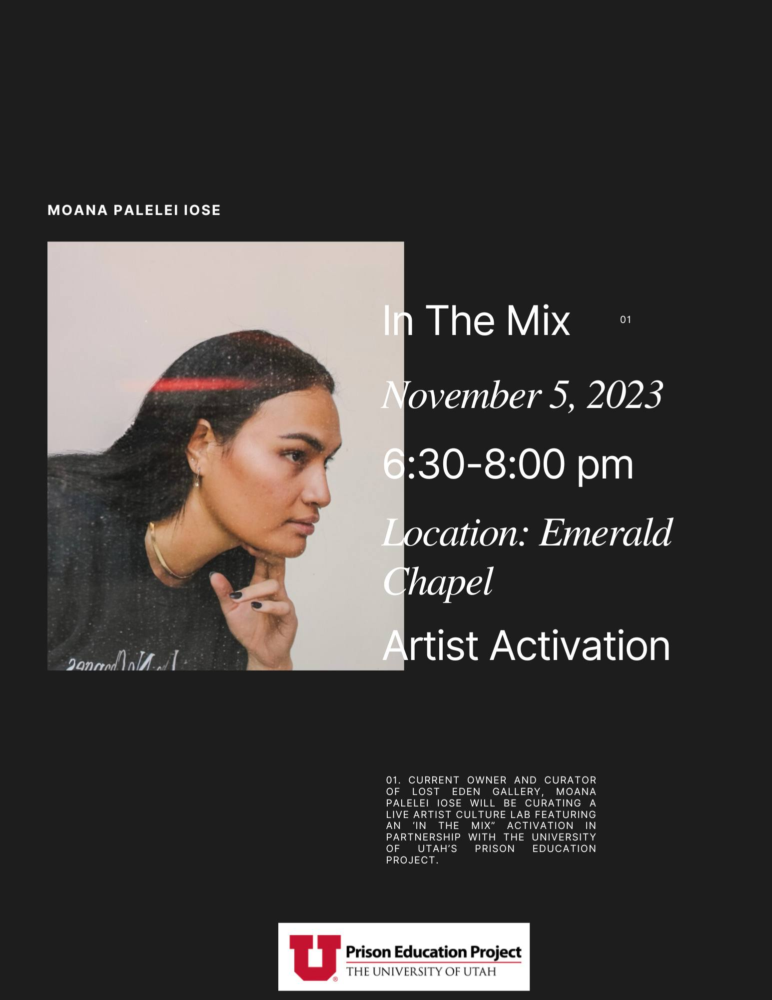 MOANA PALELEI IOSE
In The Mix 01
November 5, 2023
6:30-8:00 pm
Location: Emerald
Chapel
Artist Activation
01. CURRENT OWNER AND CURATOR
OF LOST EDEN GALLERY, MOANA
PALELEI IOSE WILL BE CURATING A
LIVE ARTIST CULTURE LAB FEATURING
AN ‘IN THE MIX” ACTIVATION IN
PARTNERSHIP WITH THE UNIVERSITY
OF UTAH’S PRISON EDUCATION
PROJECT.
U®
Prison Education Project
THE UNIVERSITY OF UTAH